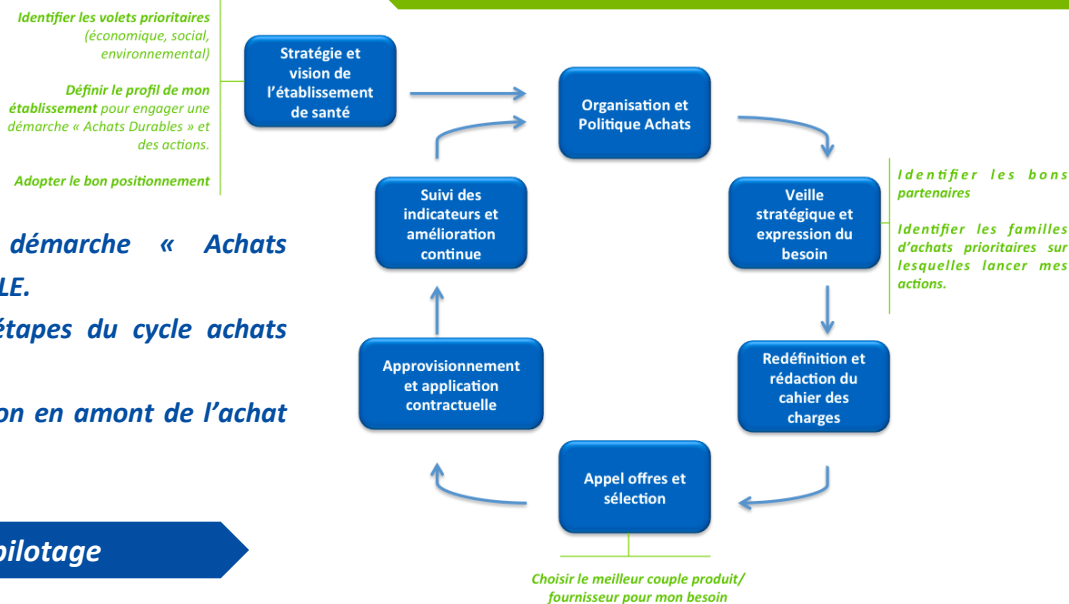 Identifier les volets prioritaires
(économique, social,
environnemental)
Définir le profil de mon
établissement pour engager une
démarche « Achats Durables » et
des actions.
Adopter le bon positionnement
Stratégie et
vision de
l'établissement
de santé
Organisation et
Politique Achats
Veille
stratégique et
expression du
besoin
Identifier les bons
partenaires
Identifier les familles
d'achats prioritaires sur
lesquelles lancer mes
actions.
Redéfinition et
rédaction du
cahier des
charges
Appel offres et
sélection
Choisir le meilleur couple produit/
fournisseur pour mon besoin
Approvisionnement
et application
contractuelle
Suivi des
indicateurs et
amélioration
continue
démarche « Achats
étapes du cycle achats
en amont de l'achat
pilotage